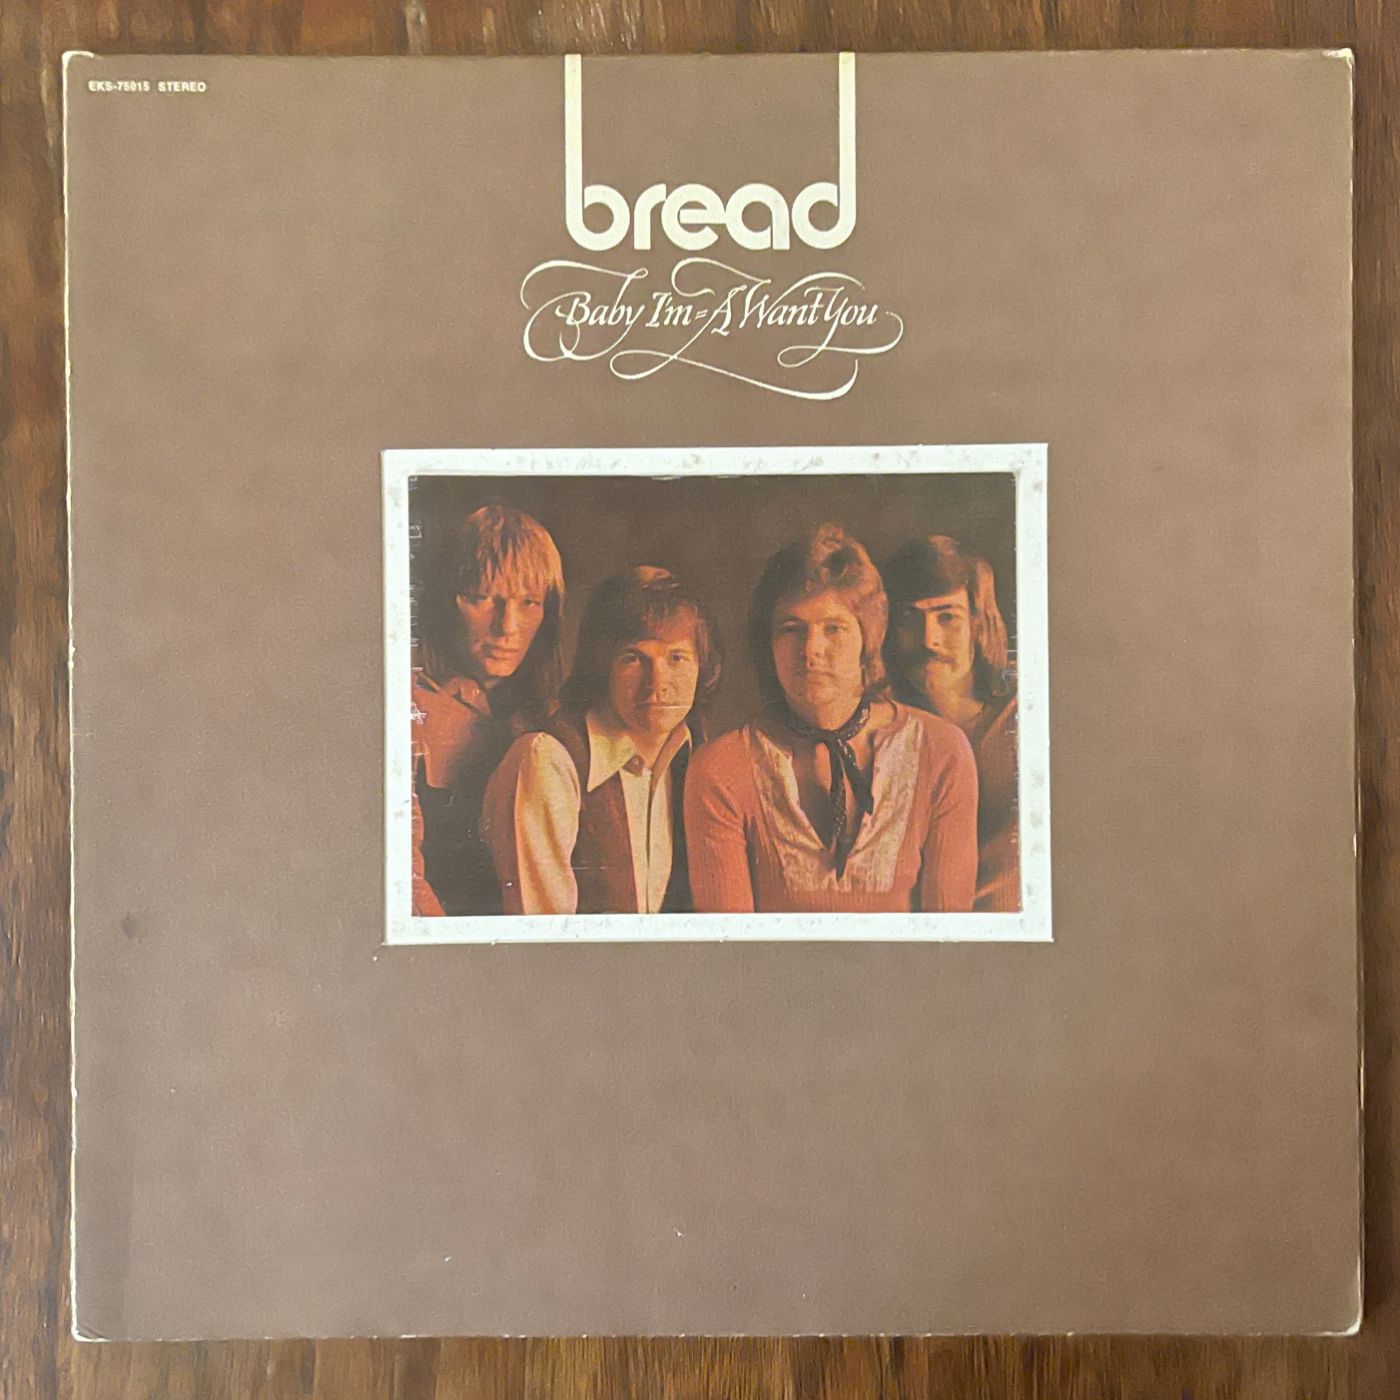 EKS-75015 STEREO
bread
Baby I'm-A Want You